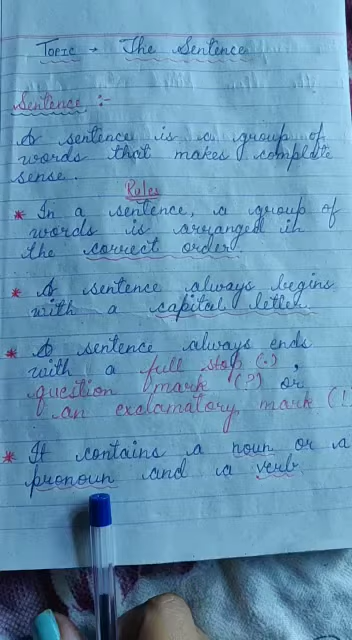 Topic - The Sentence
Sentence :-
A sentence is a group of
words that makes complete
sense.
Rules
* In a sentence, a group of
words is arranged in
the correct order.
* A sentence always begins
with a capital letter.
* A sentence always ends
with a full stop (.),
question mark (?) or
an exclamatory mark (!
* It contains a noun or a
pronoun and a verb